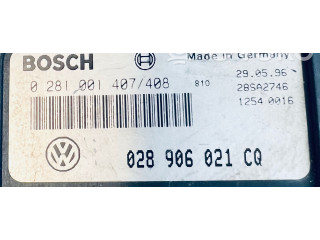 BOSCH
Made in Germany
0 281 001 407/408 810 29.05.96
28SA2746
1254 0016
028 906 021 CQ